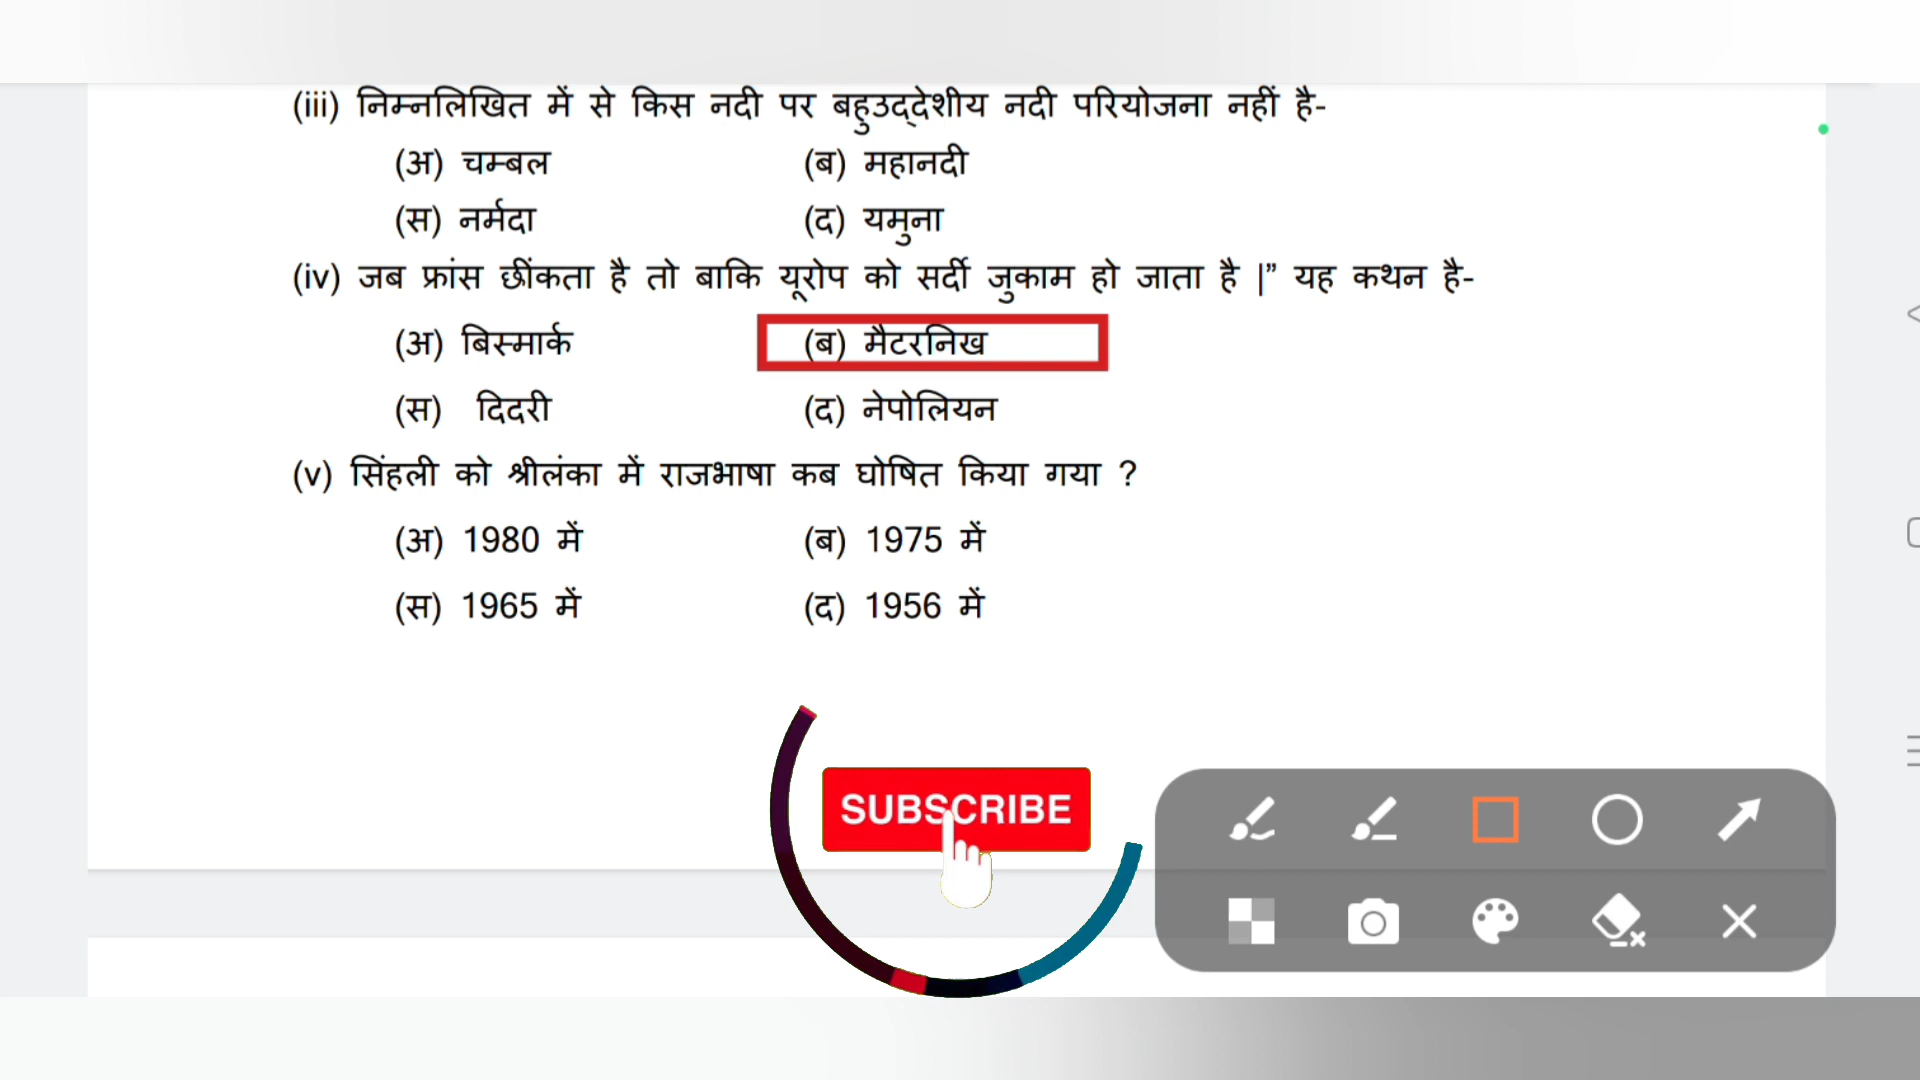 (iii) निम्नलिखित में से किस नदी पर बहुउद्देशीय नदी परियोजना नहीं है-
(अ) चम्बल (ब) महानदी
(स) नर्मदा (द) यमुना
(iv) जब फ्रांस छींकता है तो बाकि यूरोप को सर्दी जुकाम हो जाता है |” यह कथन है-
(अ) बिस्मार्क (ब) मैटरनिख
(स) दिदरी (द) नेपोलियन
(v) सिंहली को श्रीलंका में राजभाषा कब घोषित किया गया ?
(अ) 1980 में (ब) 1975 में
(स) 1965 में (द) 1956 में
SUBSCRIBE